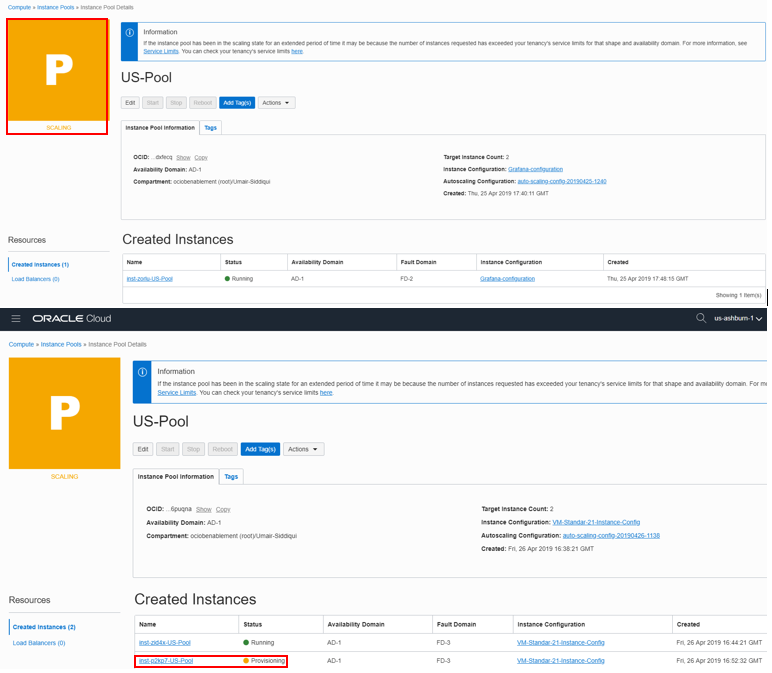 Compute » Instance Pools » Instance Pool Details
P
SCALING
Information
If the instance pool has been in the scaling state for an extended period of time it may be because the number of instances requested has exceeded your tenancy's service limits for that shape and availability domain. For more information, see
Service Limits. You can check your tenancy's service limits here.
US-Pool
Edit Start Stop Reboot Add Tag(s) Actions
Instance Pool Information Tags
OCID: ...dxfecq Show Copy
Availability Domain: AD-1
Compartment: ociobenablement (root)/Umair-Siddiqui
Target Instance Count: 2
Instance Configuration: Grafana-configuration
Autoscaling Configuration: auto-scaling-config-20190425-1240
Created: Thu, 25 Apr 2019 17:40:11 GMT
Resources
Created Instances (1)
Load Balancers (0)
Created Instances
Name Status Availability Domain Fault Domain Instance Configuration Created
inst-zorlu-US-Pool Running AD-1 FD-2 Grafana-configuration Thu, 25 Apr 2019 17:48:15 GMT
Showing 1 Item(s)
ORACLE Cloud us-ashburn-1
Compute » Instance Pools » Instance Pool Details
P
SCALING
Information
If the instance pool has been in the scaling state for an extended period of time it may be because the number of instances requested has exceeded your tenancy's service limits for that shape and availability domain. For mo
Service Limits. You can check your tenancy's service limits here.
US-Pool
Edit Start Stop Reboot Add Tag(s) Actions
Instance Pool Information Tags
OCID: ...6puqna Show Copy
Availability Domain: AD-1
Compartment: ociobenablement (root)/Umair-Siddiqui
Target Instance Count: 2
Instance Configuration: VM-Standar-21-Instance-Config
Autoscaling Configuration: auto-scaling-config-20190426-1138
Created: Fri, 26 Apr 2019 16:38:21 GMT
Resources
Created Instances (2)
Load Balancers (0)
Created Instances
Name Status Availability Domain Fault Domain Instance Configuration Created
inst-zid4x-US-Pool Running AD-1 FD-3 VM-Standar-21-Instance-Config Fri, 26 Apr 2019 16:44:21 GMT
inst-p2kp7-US-Pool Provisioning AD-1 FD-3 VM-Standar-21-Instance-Config Fri, 26 Apr 2019 16:52:32 GMT